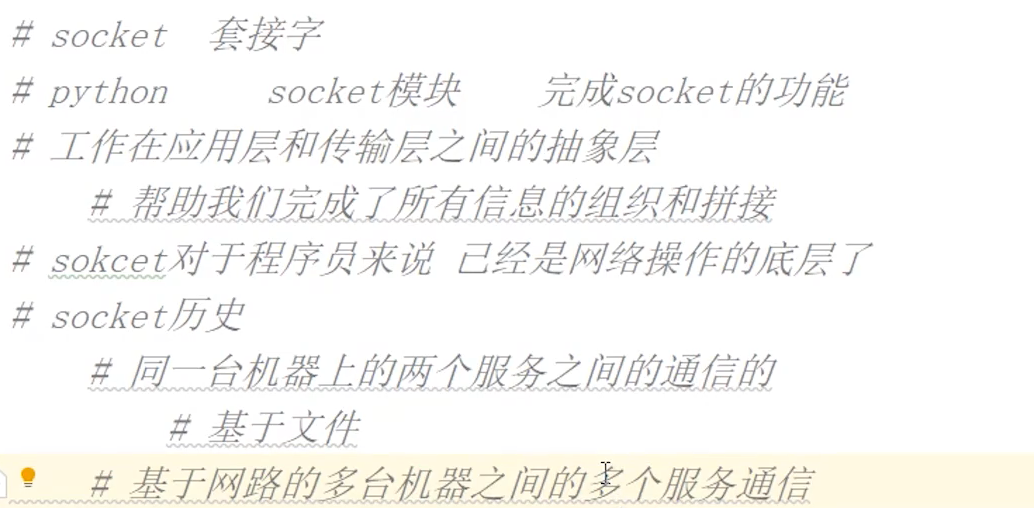 # socket  套接字
# python     socket模块    完成socket的功能
# 工作在应用层和传输层之间的抽象层
    # 帮助我们完成了所有信息的组织和拼接
# sokcet对于程序员来说 已经是网络操作的底层了
# socket历史
    # 同一台机器上的两个服务之间的通信的
        # 基于文件
    # 基于网路的多台机器之间的多个服务通信